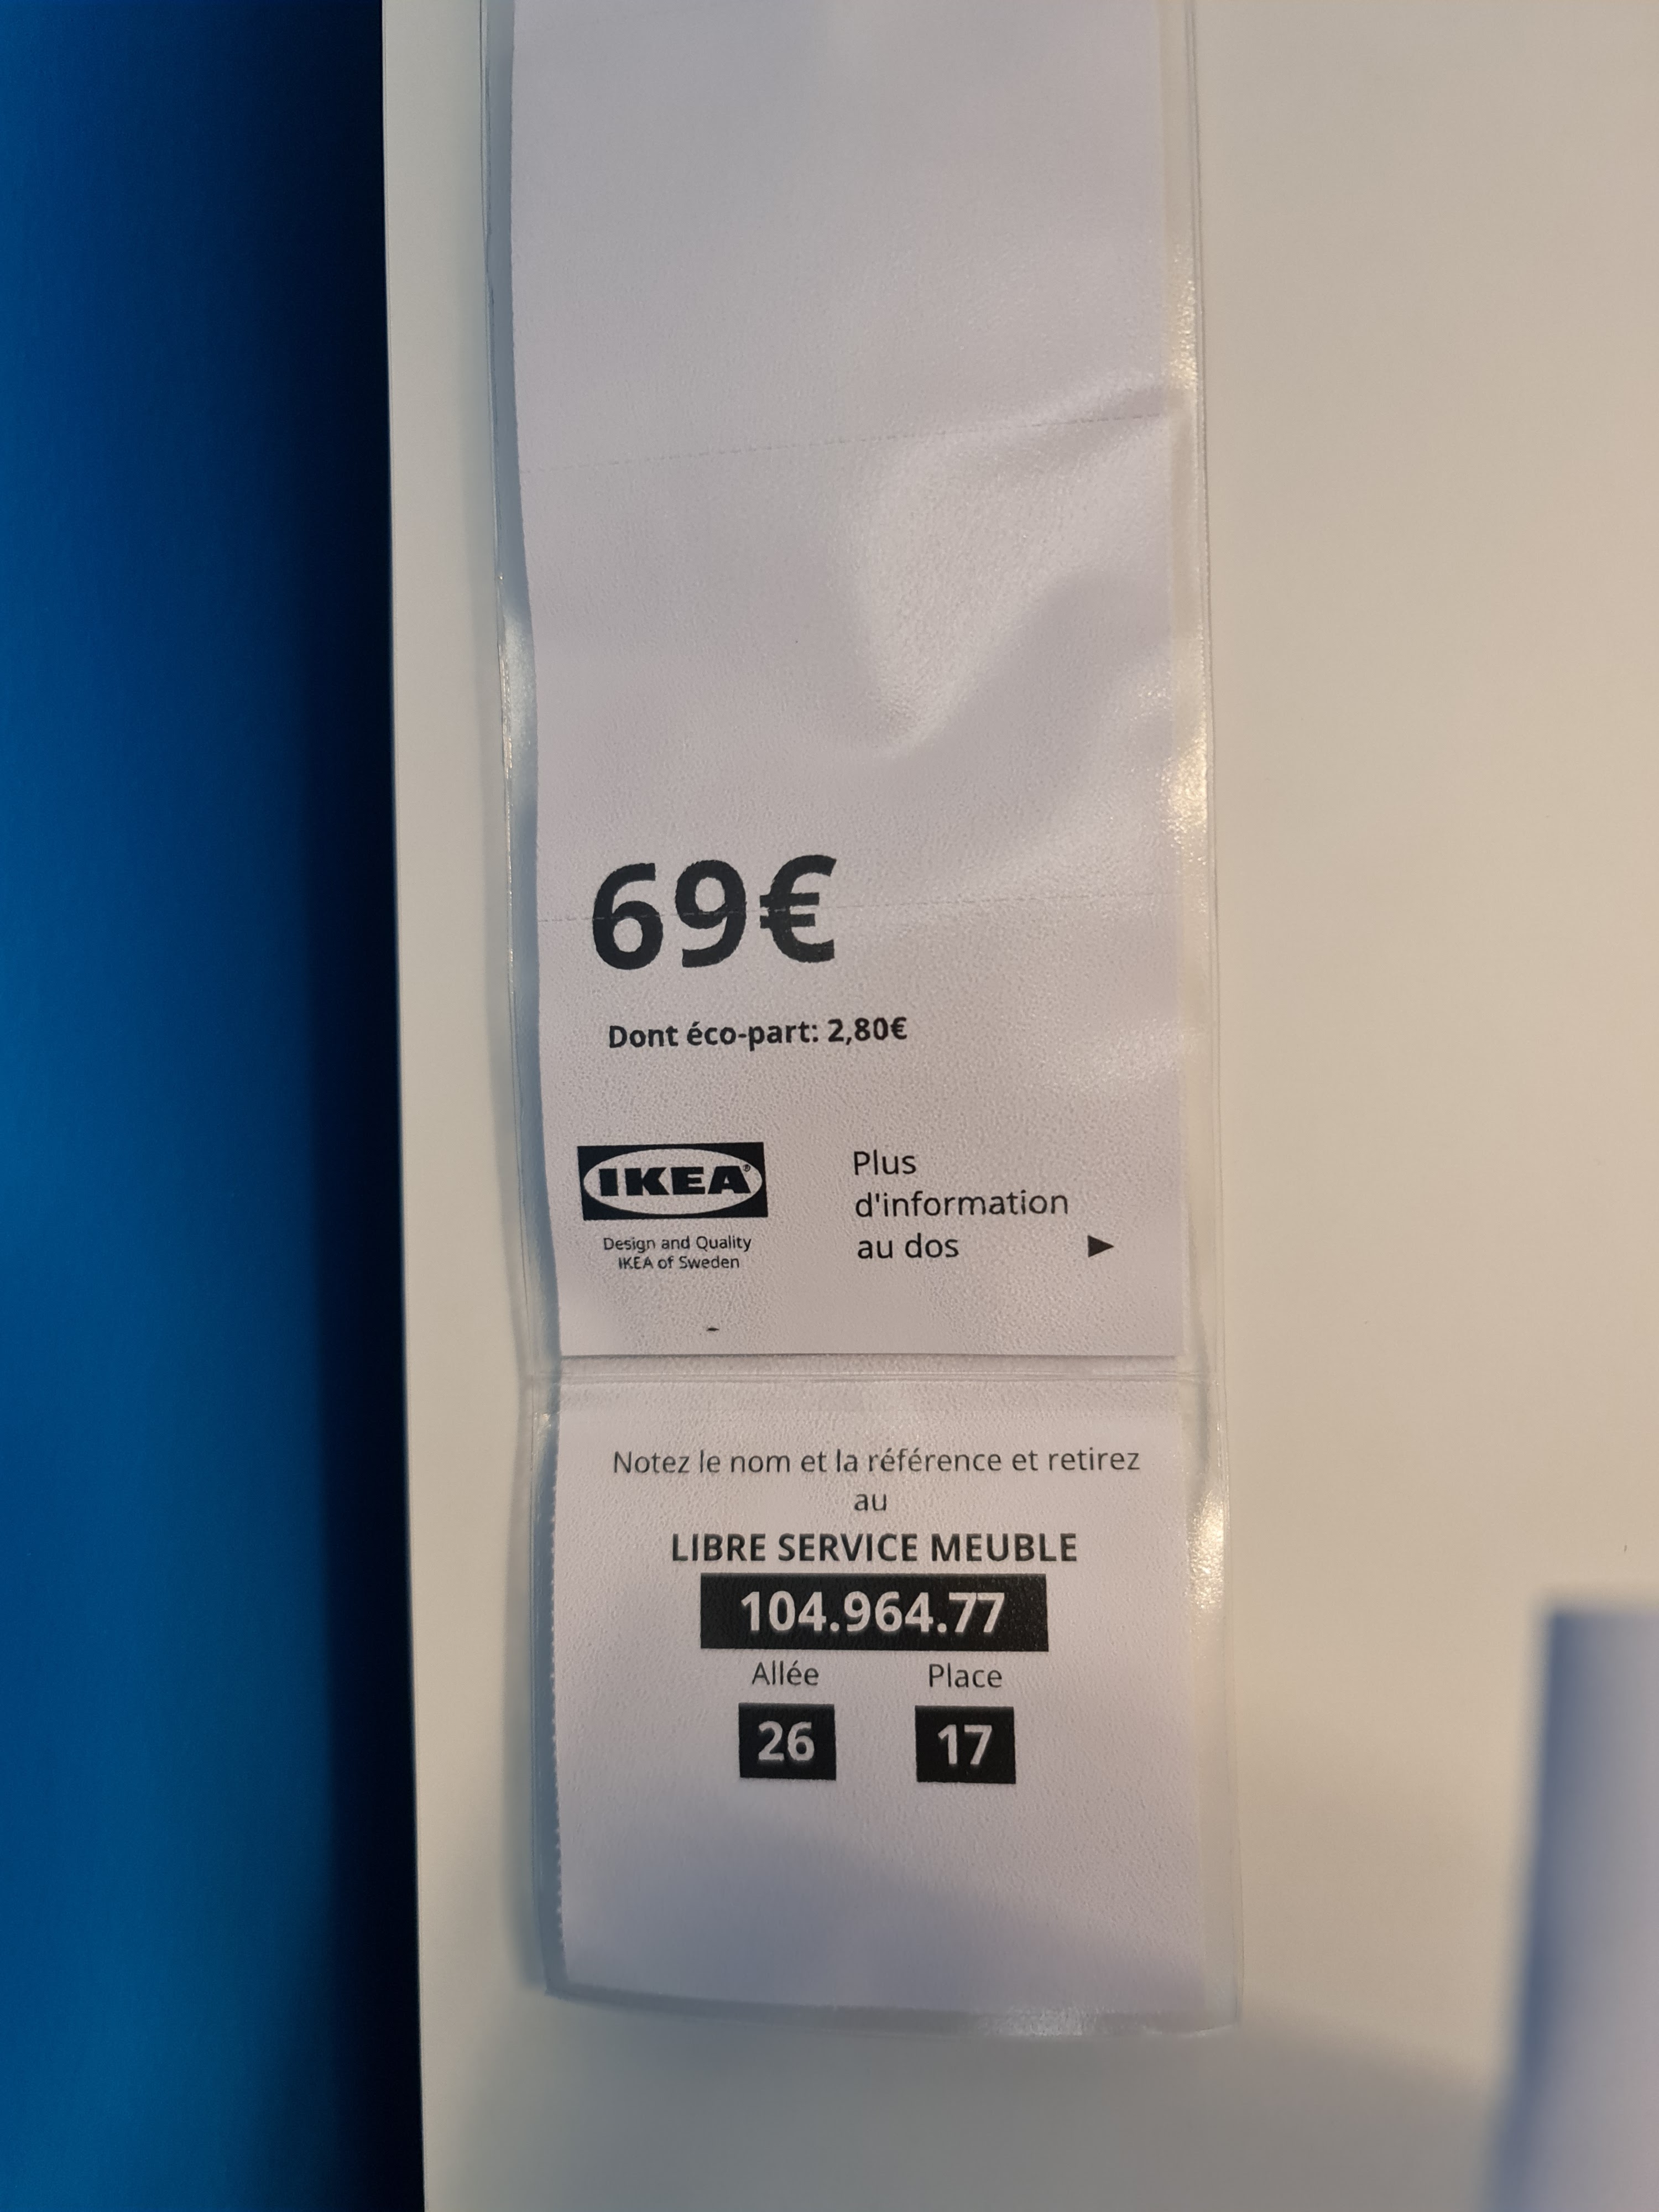 69€
Dont éco-part: 2,80€
IKEA®
Design and Quality
IKEA of Sweden
Plus
d'information
au dos ▶
Notez le nom et la référence et retirez
au
LIBRE SERVICE MEUBLE
104.964.77
Allée Place
26 17